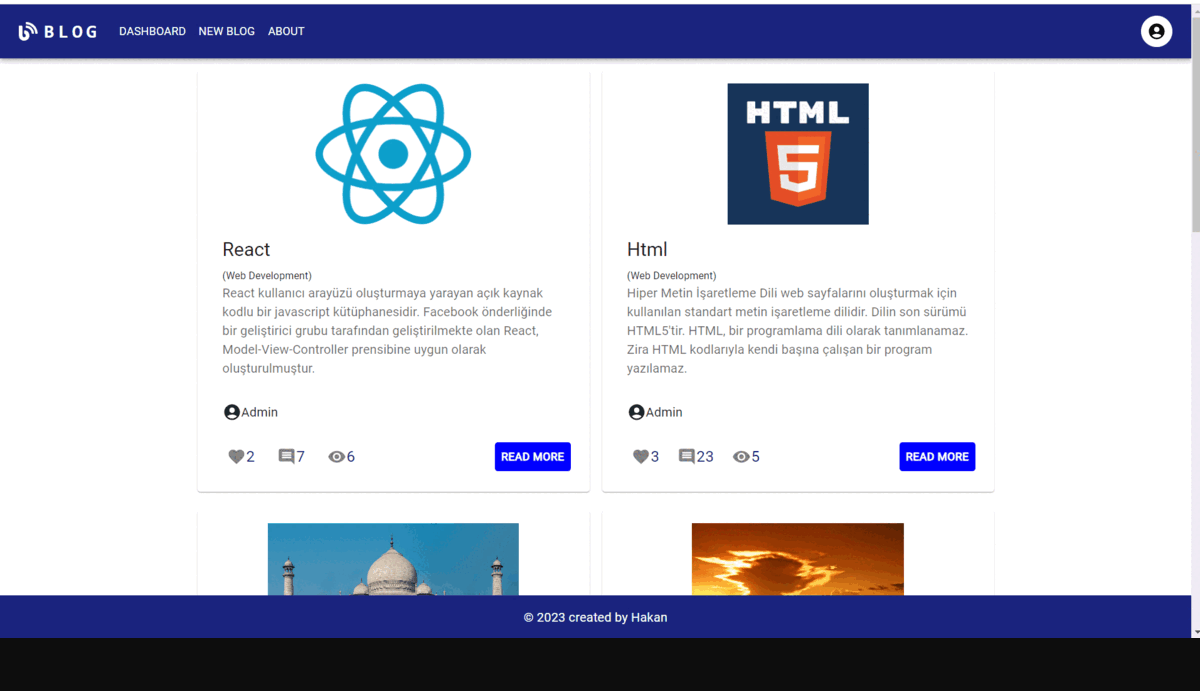 BLOG DASHBOARD NEW BLOG ABOUT
React
(Web Development)
React kullanıcı arayüzü oluşturmaya yarayan açık kaynak
kodlu bir javascript kütüphanesidir. Facebook önderliğinde
bir geliştirici grubu tarafından geliştirilmekte olan React,
Model-View-Controller prensibine uygun olarak
oluşturulmuştur.
Admin
2 7 6 READ MORE
HTML
5
Html
(Web Development)
Hiper Metin İşaretleme Dili web sayfalarını oluşturmak için
kullanılan standart metin işaretleme dilidir. Dilin son sürümü
HTML5'tir. HTML, bir programlama dili olarak tanımlanamaz.
Zira HTML kodlarıyla kendi başına çalışan bir program
yazılamaz.
Admin
3 23 5 READ MORE
© 2023 created by Hakan